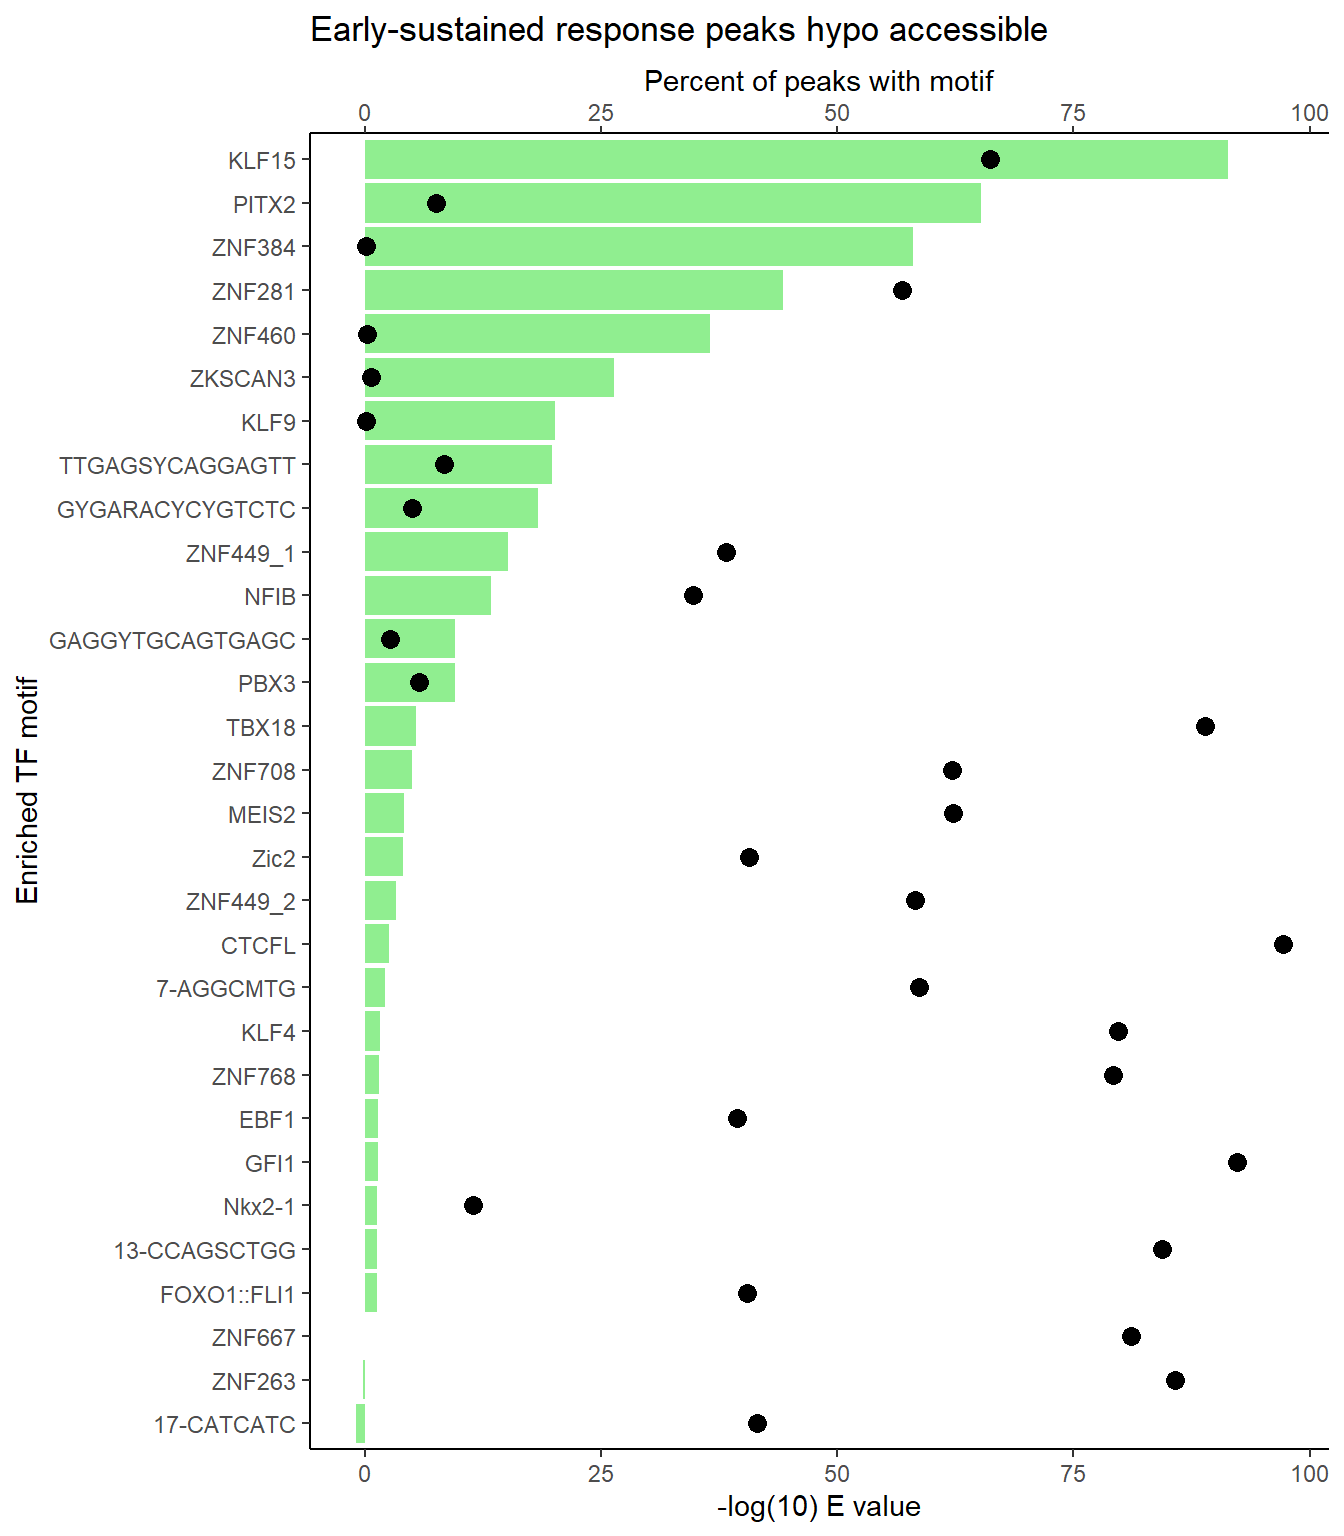 Early-sustained response peaks hypo accessible
Percent of peaks with motif
0 25 50 75 100
Enriched TF motif
KLF15
PITX2
ZNF384
ZNF281
ZNF460
ZKSCAN3
KLF9
TTGAGSYCAGGAGTT
GYGARACYCYGTCTC
ZNF449_1
NFIB
GAGGYTGCAGTGAGC
PBX3
TBX18
ZNF708
MEIS2
Zic2
ZNF449_2
CTCFL
7-AGGCMTG
KLF4
ZNF768
EBF1
GFI1
Nkx2-1
13-CCAGSCTGG
FOXO1::FLI1
ZNF667
ZNF263
17-CATCATC
0 25 50 75 100
-log(10) E value